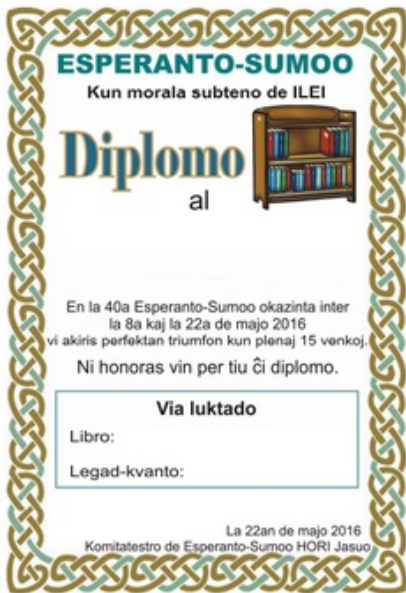 ESPERANTO-SUMOO
Kun morala subteno de ILEI
Diplomo
al
En la 40a Esperanto-Sumoo okazinta inter
la 8a kaj la 22a de majo 2016
vi akiris perfektan triumfon kun plenaj 15 venkoj.
Ni honoras vin per tiu ĉi diplomo.
Via luktado
Libro:
Legad-kvanto:
La 22an de majo 2016
Komitatestro de Esperanto-Sumoo HORI Jasuo